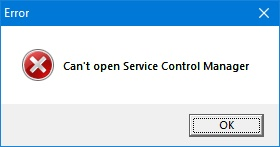 Error
Can't open Service Control Manager
OK